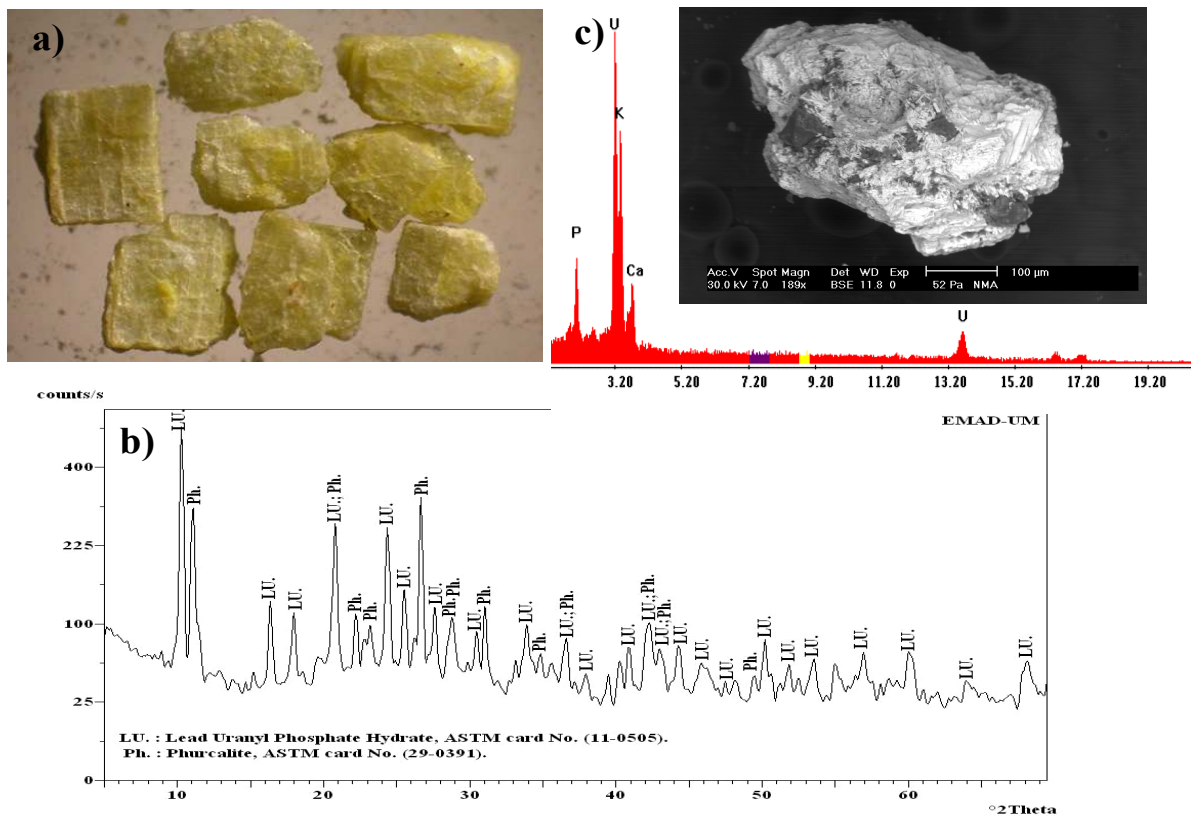 a)
c)
U
K
P
Ca
U
Acc.V Spot Magn Det WD Exp 100 µm
30.0 kV 7.0 189x BSE 11.8 0 52 Pa NMA
3.20 5.20 7.20 9.20 11.20 13.20 15.20 17.20 19.20
counts/s
b)
EMAD-UM
400
225
100
25
0
LU.
Ph.
LU.
LU.
LU.; Ph.
Ph.
Ph.
LU.
LU.
Ph.
LU.
Ph.Ph.
LU.
Ph.
LU.
Ph.
LU.;Ph.
LU.
LU.
LU.;Ph.
LU.;Ph.
LU.
LU.
LU.
Ph.
LU.
LU.
LU.
LU.
LU.
LU.
LU.
LU. : Lead Uranyl Phosphate Hydrate, ASTM card No. (11-0505).
Ph. : Phurcalite, ASTM card No. (29-0391).
10 20 30 40 50 60
°2Theta